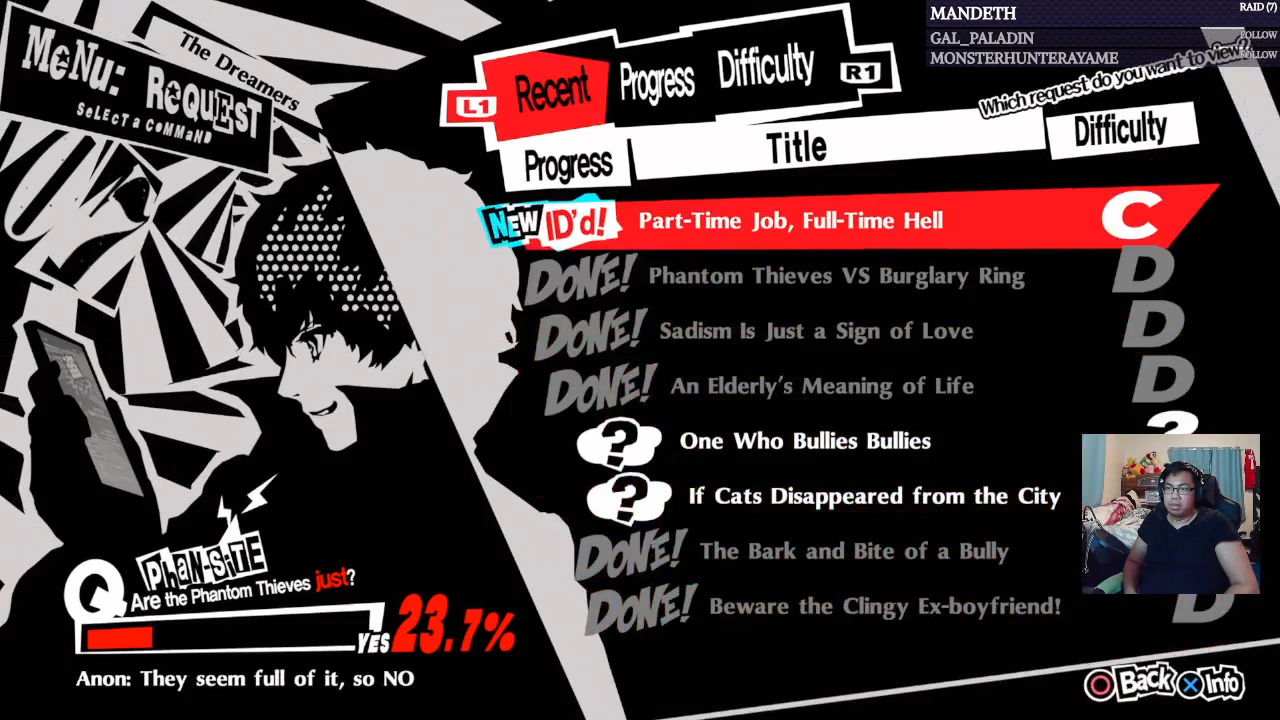 MANDETH RAID (7)
GAL_PALADIN FOLLOW
MONSTERHUNTERAYAME FOLLOW
MeNu: ReQUEST
SeLECT a CoMMaND
The Dreamers
L1 Recent Progress Difficulty R1
Which request do you want to view?
Progress Title Difficulty
NEW ID'd! Part-Time Job, Full-Time Hell C
DONE! Phantom Thieves VS Burglary Ring D
DONE! Sadism Is Just a Sign of Love D
DONE! An Elderly's Meaning of Life D
? One Who Bullies Bullies ?
? If Cats Disappeared from the City
DONE! The Bark and Bite of a Bully
DONE! Beware the Clingy Ex-boyfriend! D
PhaN-SiTE
Q Are the Phantom Thieves just?
YES 23.7%
Anon: They seem full of it, so NO
Back Info